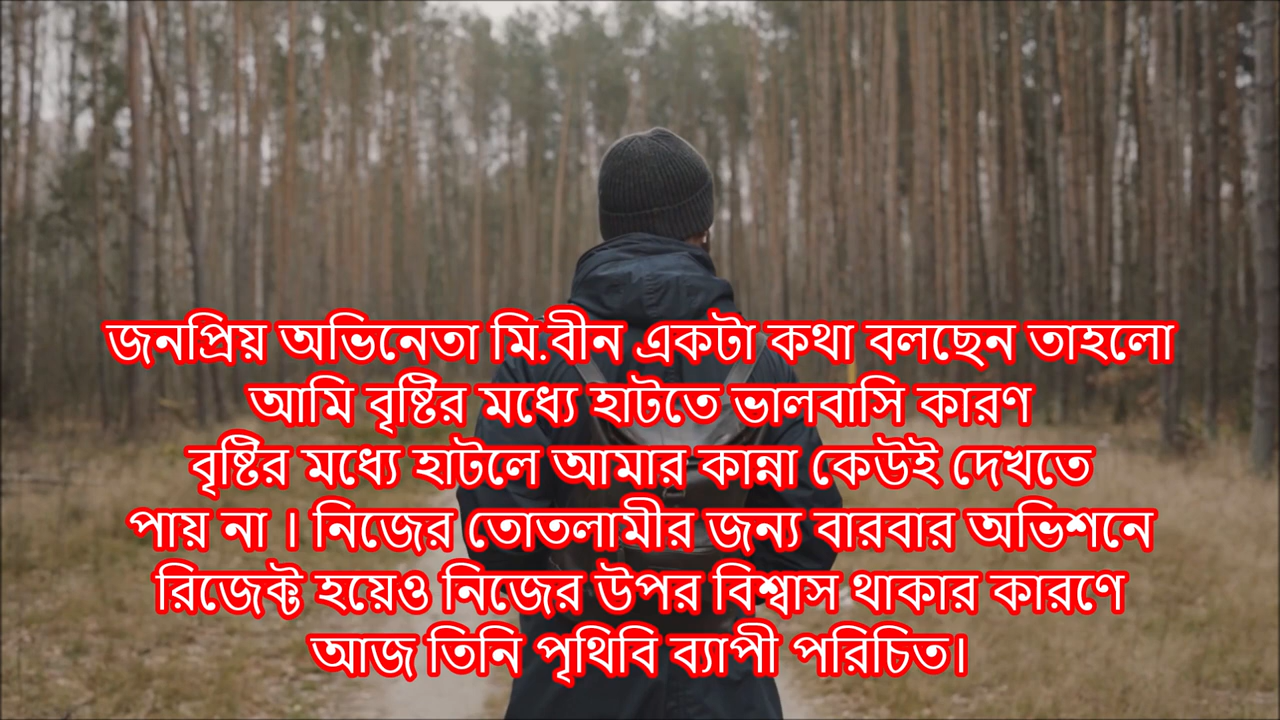 জনপ্রিয় অভিনেতা মি.বীন একটা কথা বলছেন তাহলো
আমি বৃষ্টির মধ্যে হাটতে ভালবাসি কারণ
বৃষ্টির মধ্যে হাটলে আমার কান্না কেউই দেখতে
পায় না । নিজের তোতলামীর জন্য বারবার অভিশনে
রিজেক্ট হয়েও নিজের উপর বিশ্বাস থাকার কারণে
আজ তিনি পৃথিবি ব্যাপী পরিচিত।